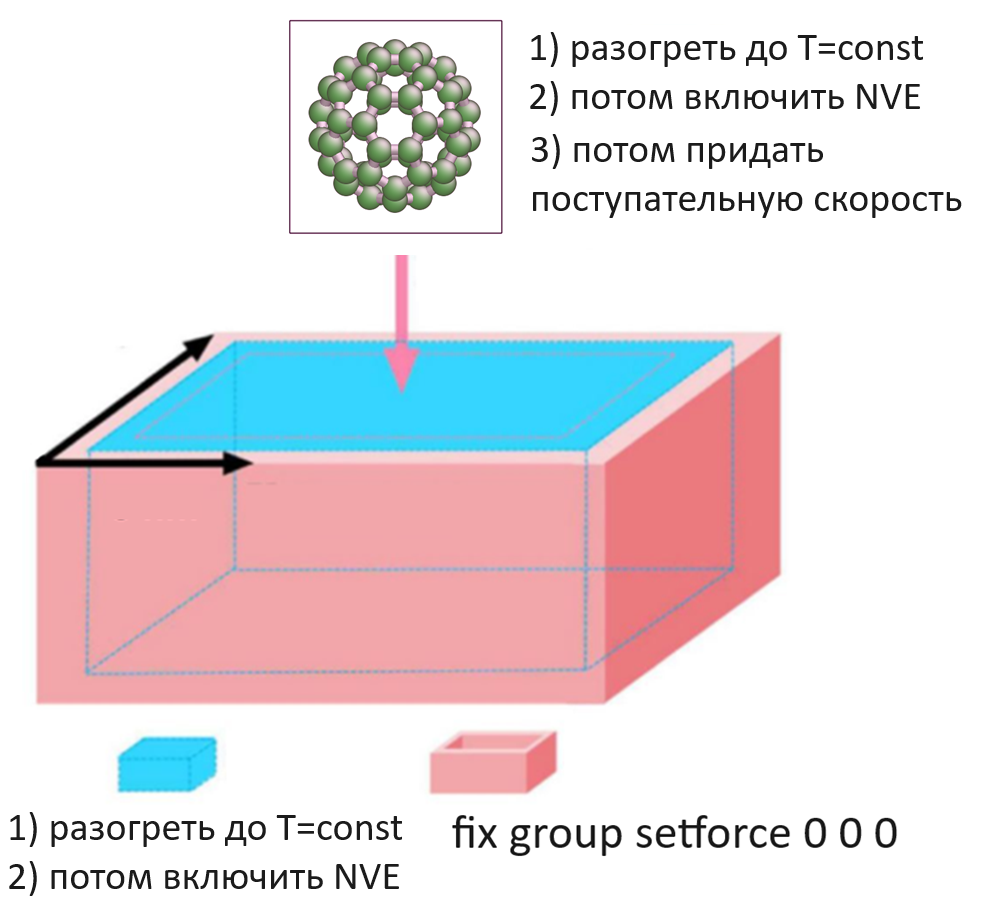 1) разогреть до T=const
2) потом включить NVE
3) потом придать
поступательную скорость
1) разогреть до T=const
2) потом включить NVE
fix group setforce 0 0 0